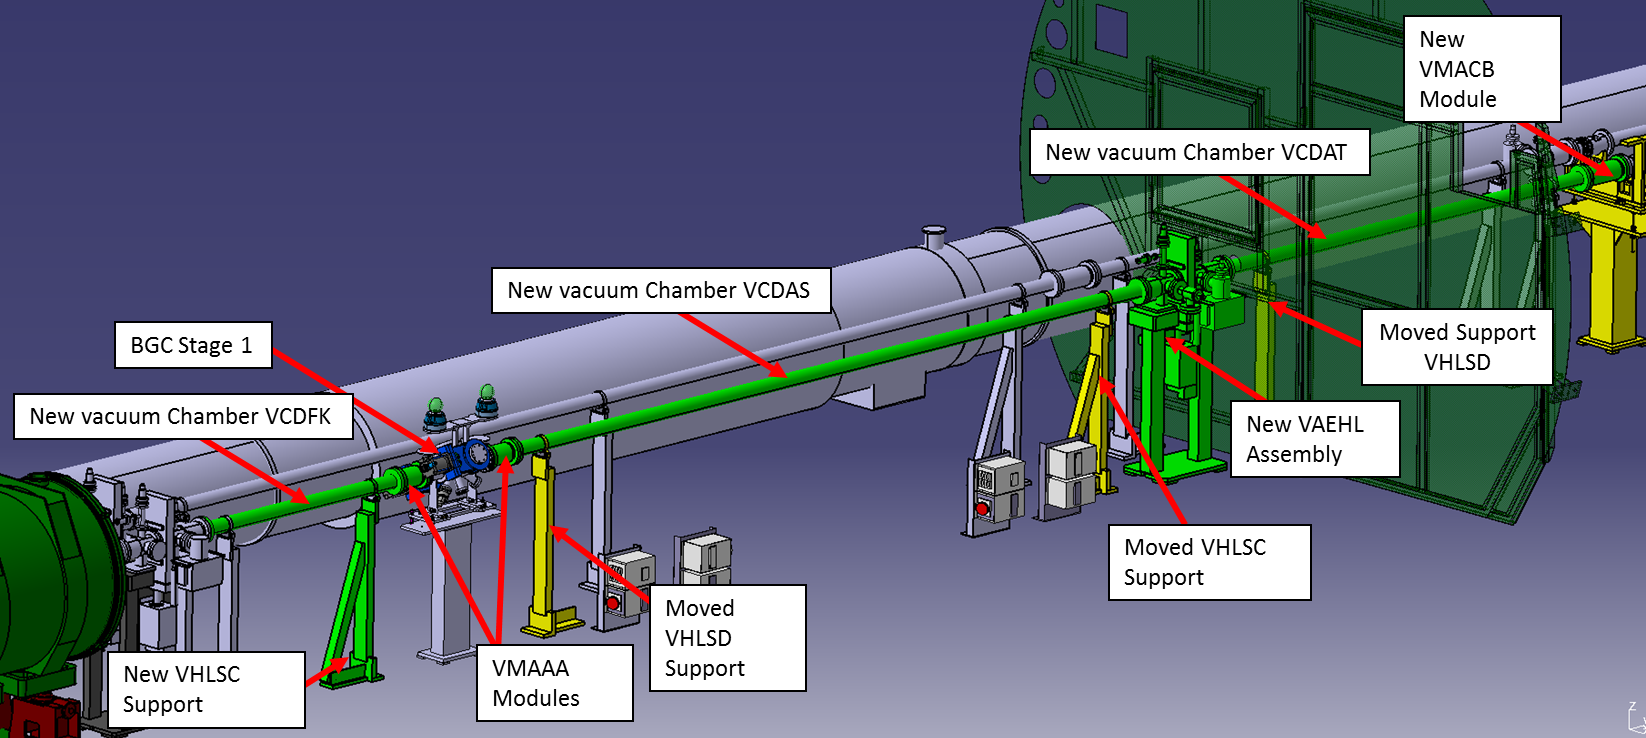 New
VMACB
Module
New vacuum Chamber VCDAT
New vacuum Chamber VCDAS
BGC Stage 1
Moved Support
VHLSD
New vacuum Chamber VCDFK
New VAEHL
Assembly
Moved VHLSC
Support
Moved
VHLSD
Support
VMAAA
Modules
New VHLSC
Support
Z